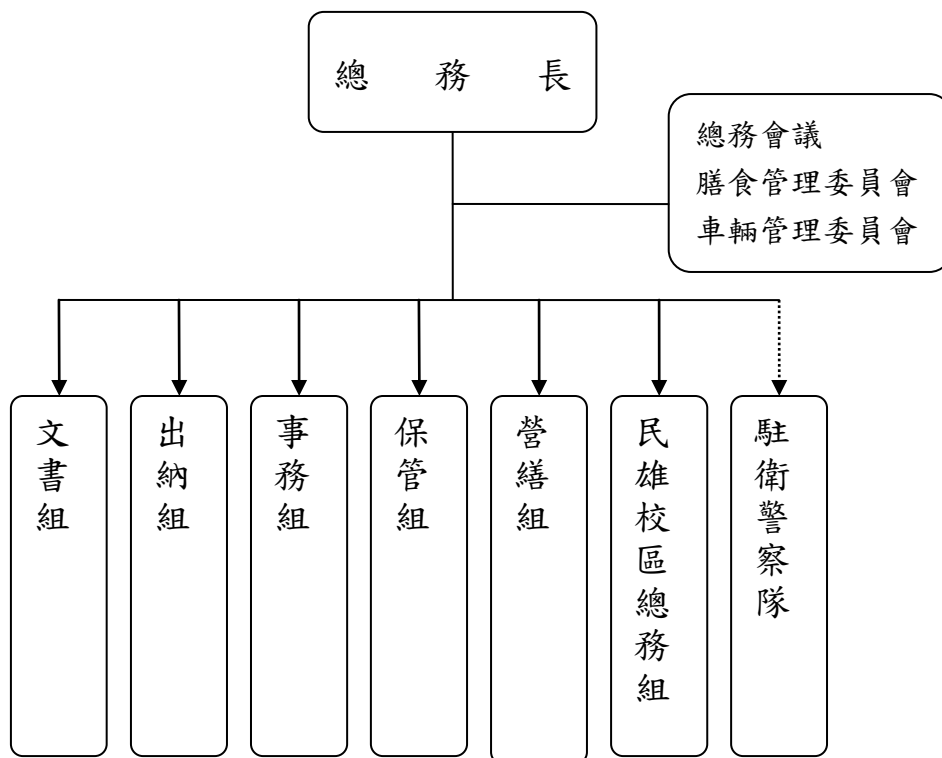 總務長
總務會議
膳食管理委員會
車輛管理委員會
文書組
出納組
事務組
保管組
營繕組
民雄校區總務組
駐衛警察隊